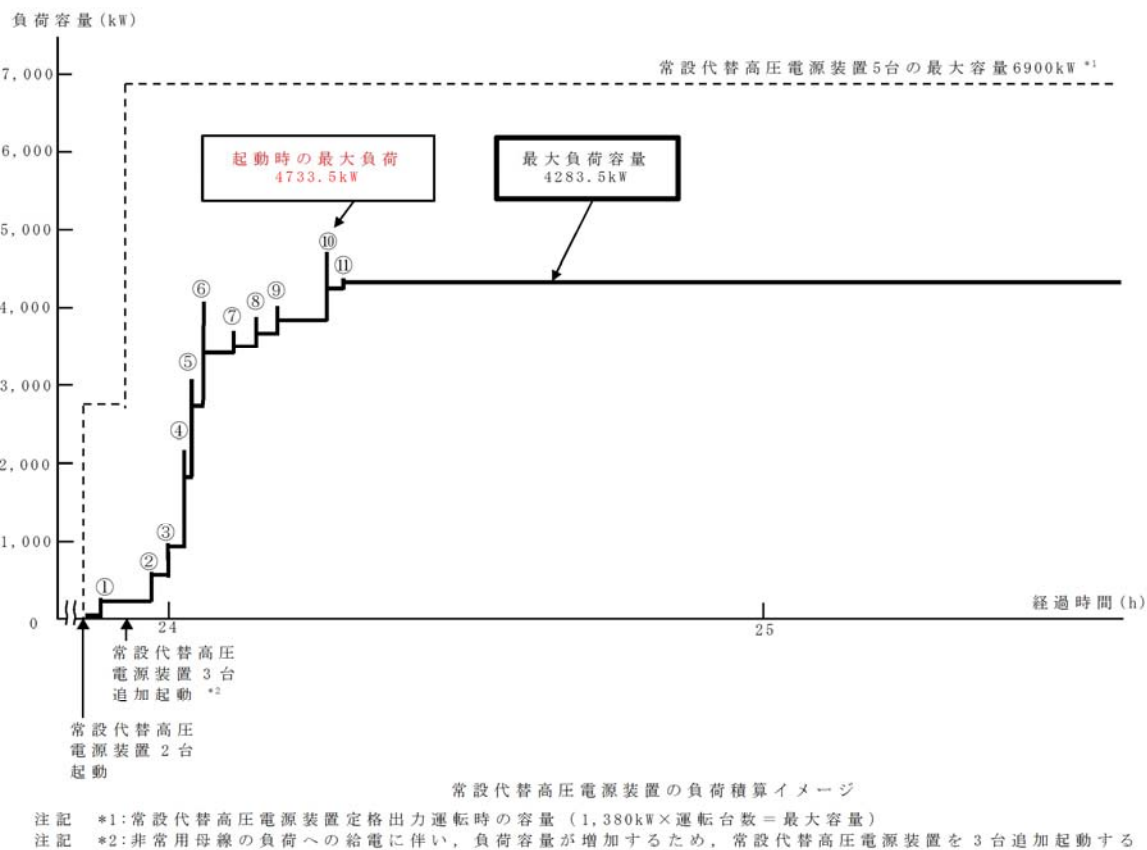 負荷容量(kW)
7,000
常設代替高圧電源装置5台の最大容量6900kW *1
6,000
起動時の最大負荷
4733.5kW
最大負荷容量
4283.5kW
5,000
⑩
⑪
⑥
⑨
⑧
⑦
4,000
⑤
3,000
④
2,000
③
1,000
②
①
経過時間(h)
0
24
25
常設代替高圧
電源装置3台
追加起動 *2
常設代替高圧
電源装置2台
起動
常設代替高圧電源装置の負荷積算イメージ
注記 *1:常設代替高圧電源装置定格出力運転時の容量(1,380kW×運転台数=最大容量)
注記 *2:非常用母線の負荷への給電に伴い,負荷容量が増加するため,常設代替高圧電源装置を3台追加起動する